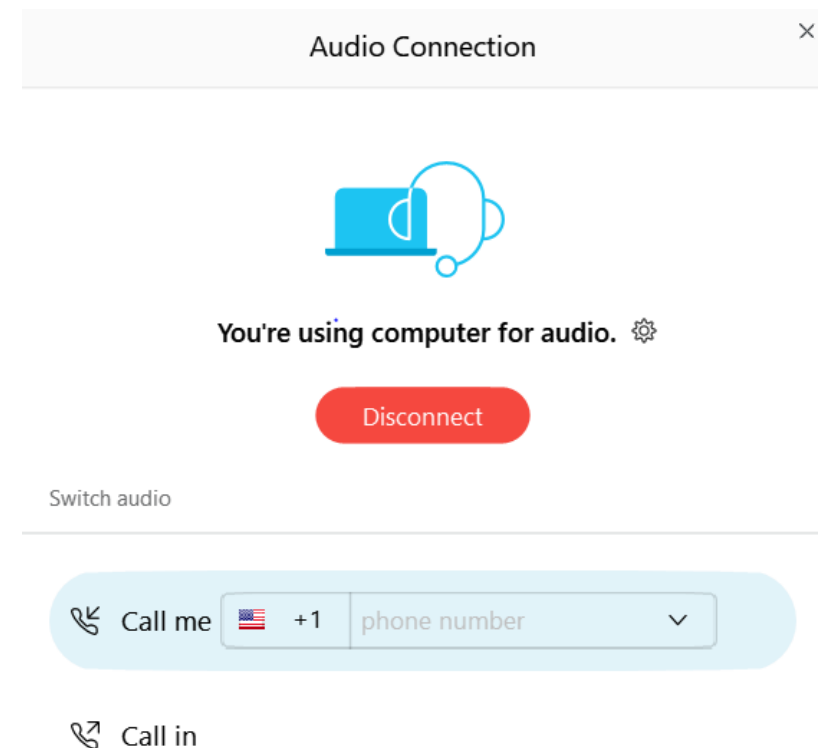 Audio Connection
You're using computer for audio.
Disconnect
Switch audio
Call me +1 phone number
Call in